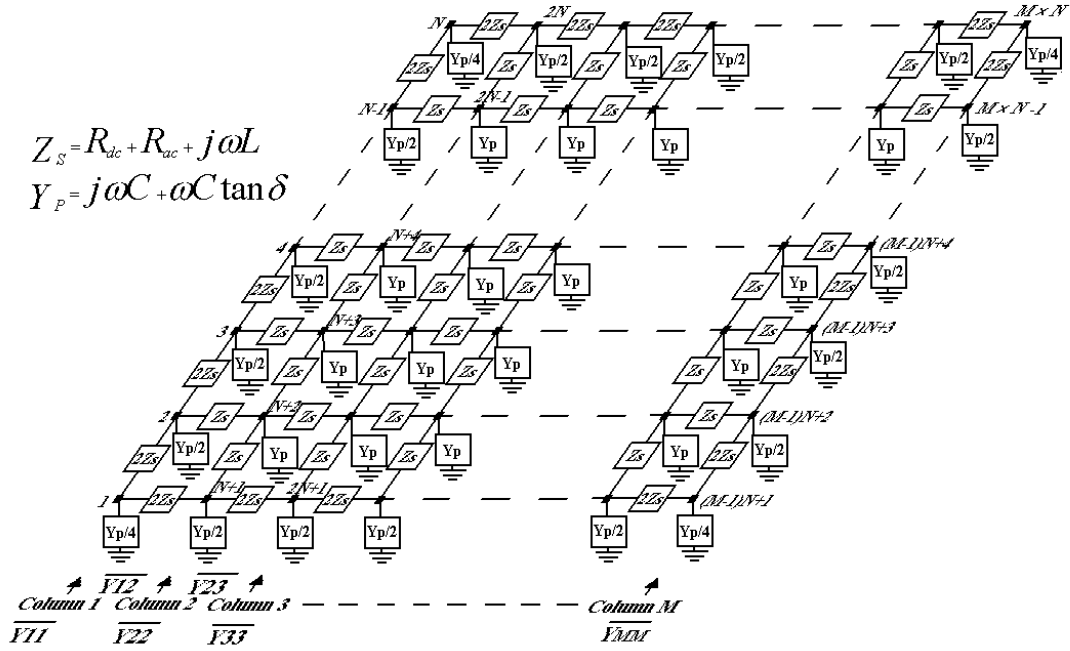 N 2Zs 2N 2Zs 2Zs 2Zs M×N
Yp/4 Yp/2 Yp/2 Yp/2 Yp/2 Yp/4
2Zs Zs Zs Zs Zs 2Zs
N-1 Zs 2N-1 Zs Zs Zs M×N-1
Yp/2 Yp Yp Yp Yp Yp/2
Z_S = R_dc + R_ac + jωL
Y_P = jωC + ωC tan δ
4 Zs N+4 Zs Zs Zs (M-1)N+4
Yp/2 Yp Yp Yp Yp Yp/2
2Zs Zs Zs Zs Zs 2Zs
3 Zs N+3 Zs Zs Zs (M-1)N+3
Yp/2 Yp Yp Yp Yp Yp/2
2Zs Zs Zs Zs Zs 2Zs
2 Zs N+2 Zs Zs Zs (M-1)N+2
Yp/2 Yp Yp Yp Yp Yp/2
2Zs Zs Zs Zs Zs 2Zs
1 2Zs N+1 2Zs 2N+1 2Zs 2Zs (M-1)N+1
Yp/4 Yp/2 Yp/2 Yp/2 Yp/2 Yp/4
Y12 Y23
Column 1 Column 2 Column 3 Column M
Y11 Y22 Y33 YMM